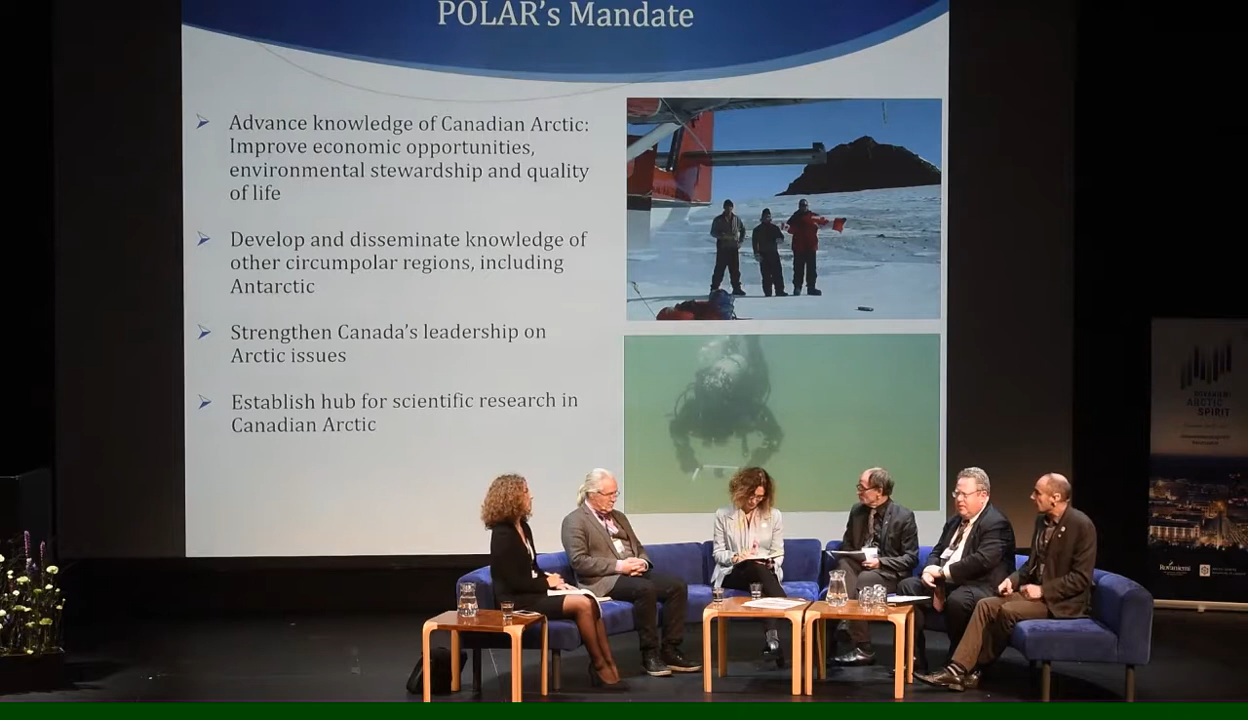 POLAR's Mandate
Advance knowledge of Canadian Arctic:
Improve economic opportunities,
environmental stewardship and quality
of life
Develop and disseminate knowledge of
other circumpolar regions, including
Antarctic
Strengthen Canada's leadership on
Arctic issues
Establish hub for scientific research in
Canadian Arctic
ROVANIEMI
ARCTIC
SPIRIT
Rovaniemi